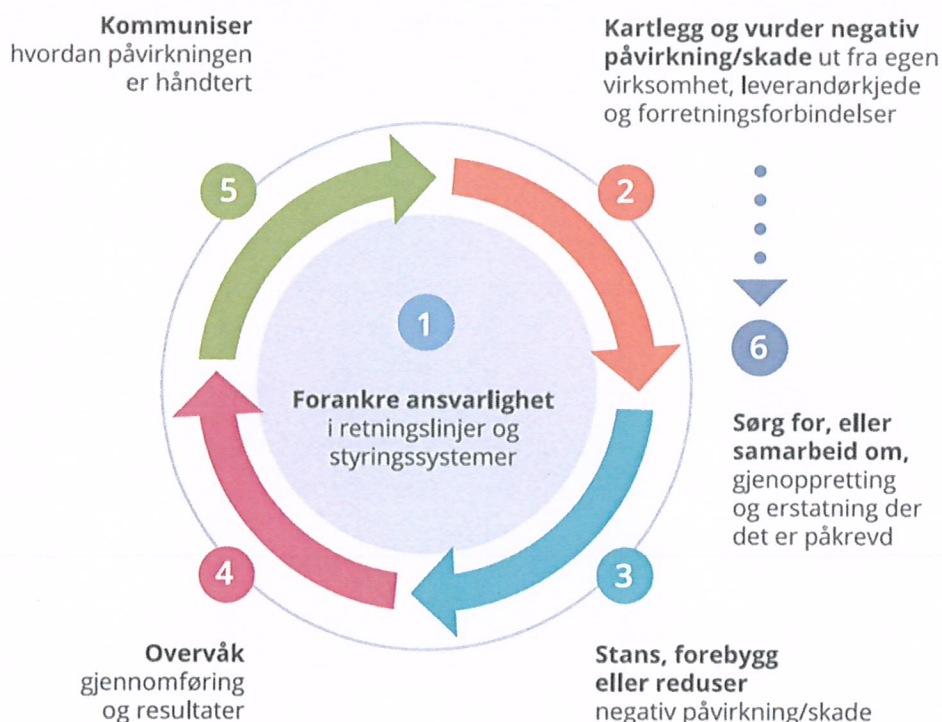 Kommuniser
hvordan påvirkningen
er håndtert
Kartlegg og vurder negativ
påvirkning/skade ut fra egen
virksomhet, leverandørkjede
og forretningsforbindelser
5
2
1
Forankre ansvarlighet
i retningslinjer og
styringssystemer
6
Sørg for, eller
samarbeid om,
gjenoppretting
og erstatning der
det er påkrevd
4
3
Overvåk
gjennomføring
og resultater
Stans, forebygg
eller reduser
negativ påvirkning/skade